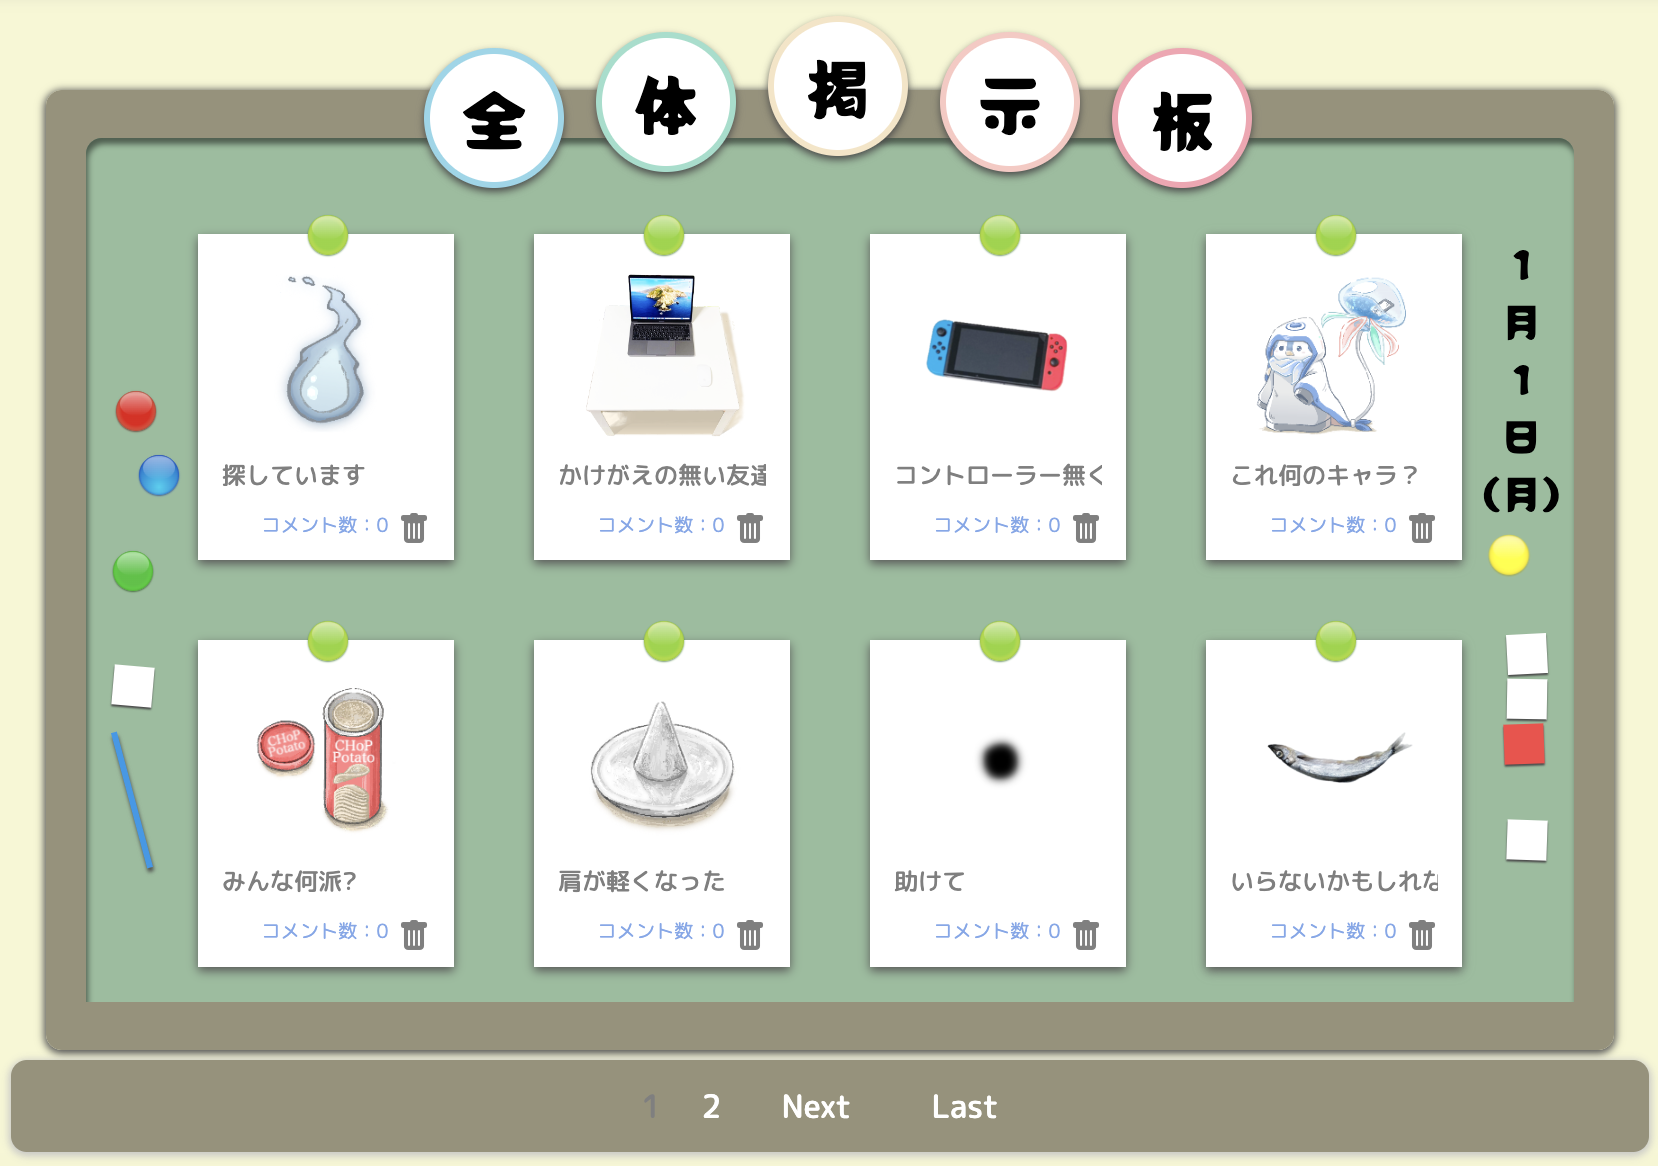 全体掲示板
1月1日(月)
探しています
コメント数：0
かけがえの無い友達
コメント数：0
コントローラー無く
コメント数：0
これ何のキャラ？
コメント数：0
CHoP Potato
CHoP
Potato
みんな何派?
コメント数：0
肩が軽くなった
コメント数：0
助けて
コメント数：0
いらないかもしれな
コメント数：0
1 2 Next Last